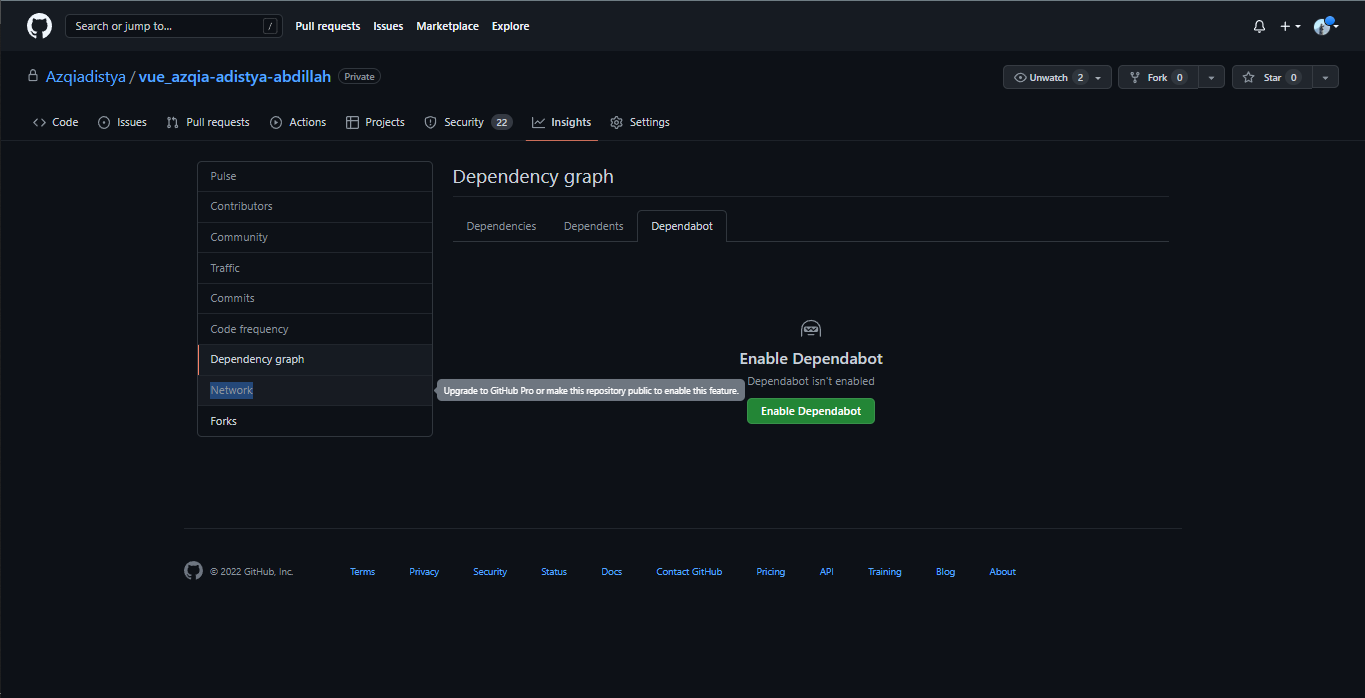 Search or jump to... / Pull requests Issues Marketplace Explore
Azqiadistya / vue_azqia-adistya-abdillah Private Unwatch 2 Fork 0 Star 0
Code Issues Pull requests Actions Projects Security 22 Insights Settings
Pulse
Contributors
Community
Traffic
Commits
Code frequency
Dependency graph
Network
Forks
Dependency graph
Dependencies Dependents Dependabot
Enable Dependabot
Dependabot isn't enabled
Upgrade to GitHub Pro or make this repository public to enable this feature.
Enable Dependabot
© 2022 GitHub, Inc. Terms Privacy Security Status Docs Contact GitHub Pricing API Training Blog About